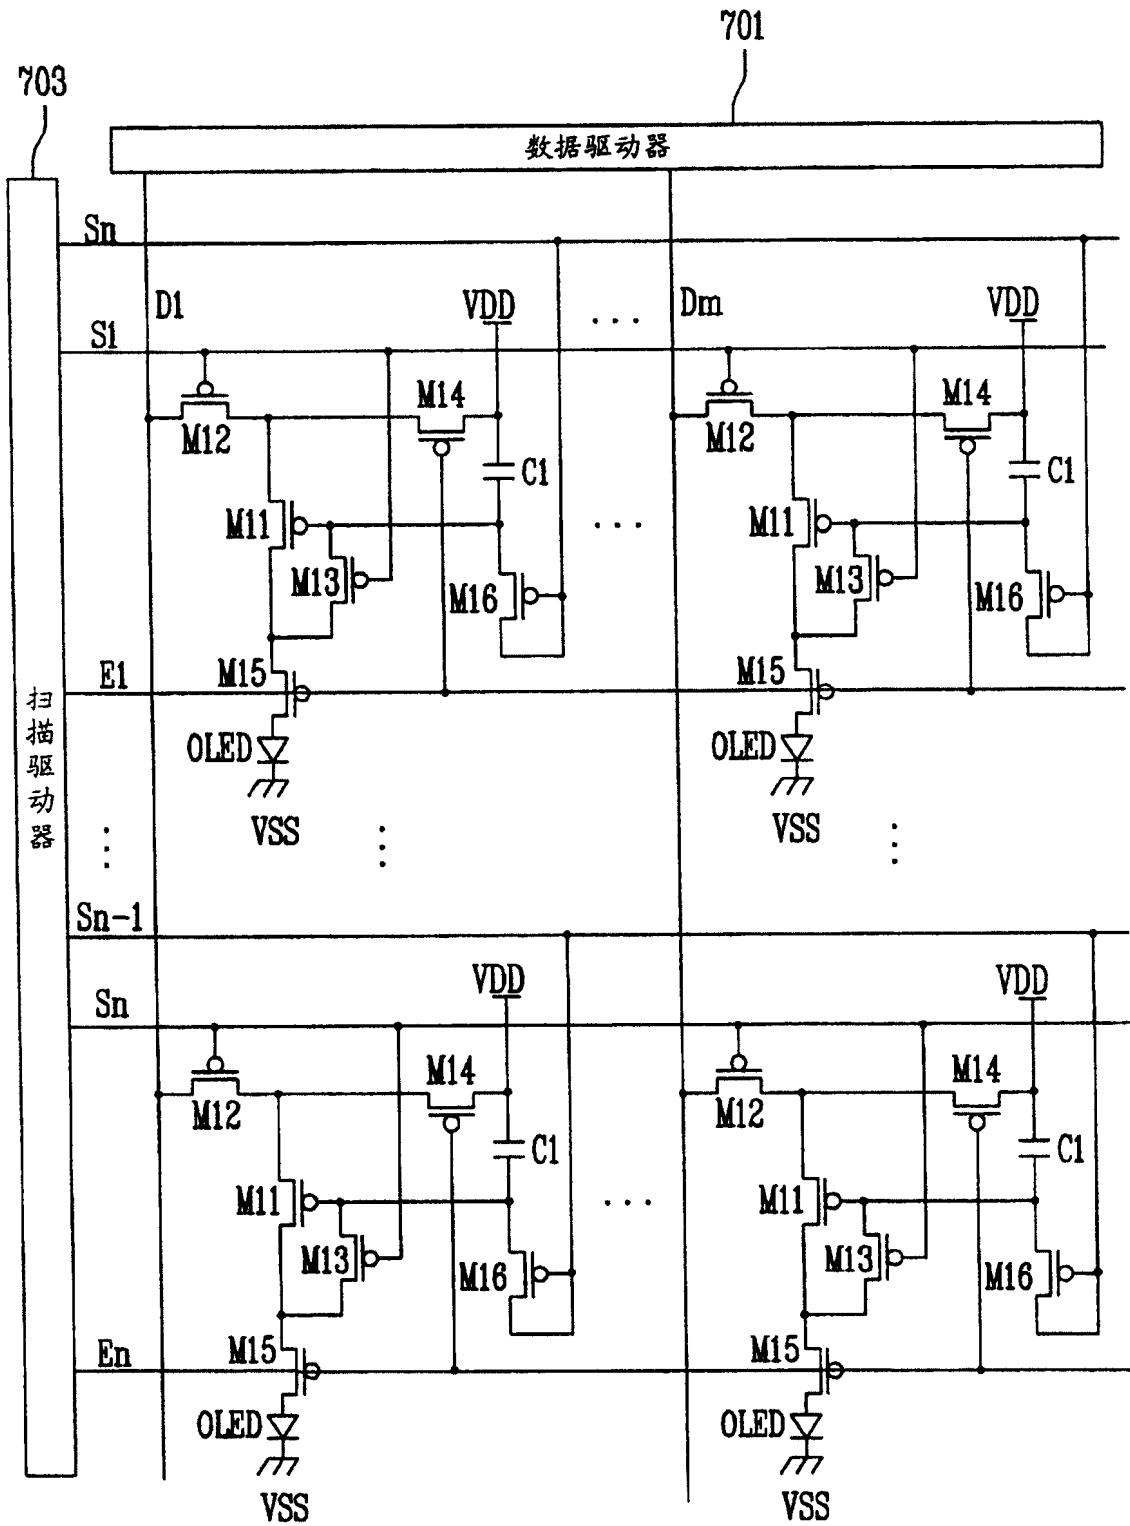 701
703
数据驱动器
扫描驱动器
Sn
D1
VDD
...
Dm
VDD
S1
M14
M14
M12
M12
C1
C1
M11
...
M11
M13
M16
M13
M16
E1
M15
M15
OLED
OLED
VSS
VSS
Sn-1
VDD
VDD
Sn
M14
M14
M12
M12
C1
C1
M11
...
M11
M13
M16
M13
M16
En
M15
M15
OLED
OLED
VSS
VSS